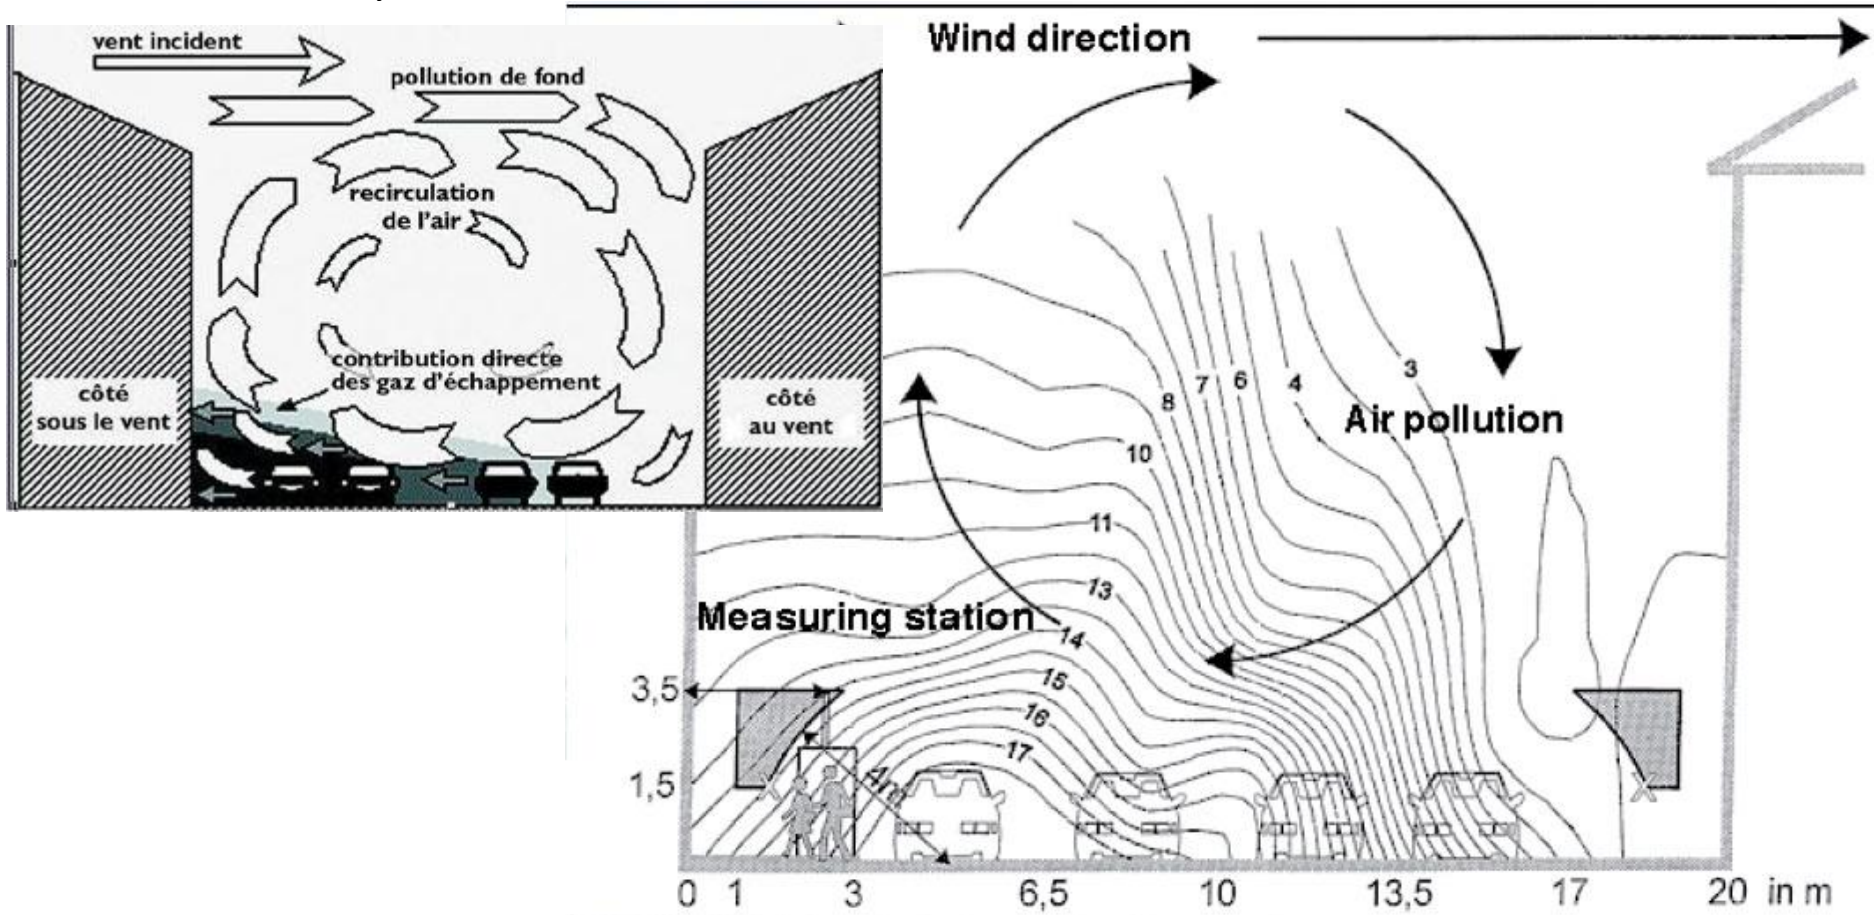 vent incident
pollution de fond
recirculation
de l'air
contribution directe
des gaz d'échappement
côté
sous le vent
côté
au vent
Wind direction
3
4
6
7
8
Air pollution
10
11
13
Measuring station
14
15
16
17
3,5
1,5
4m
X
X
0 1 3 6,5 10 13,5 17 20 in m